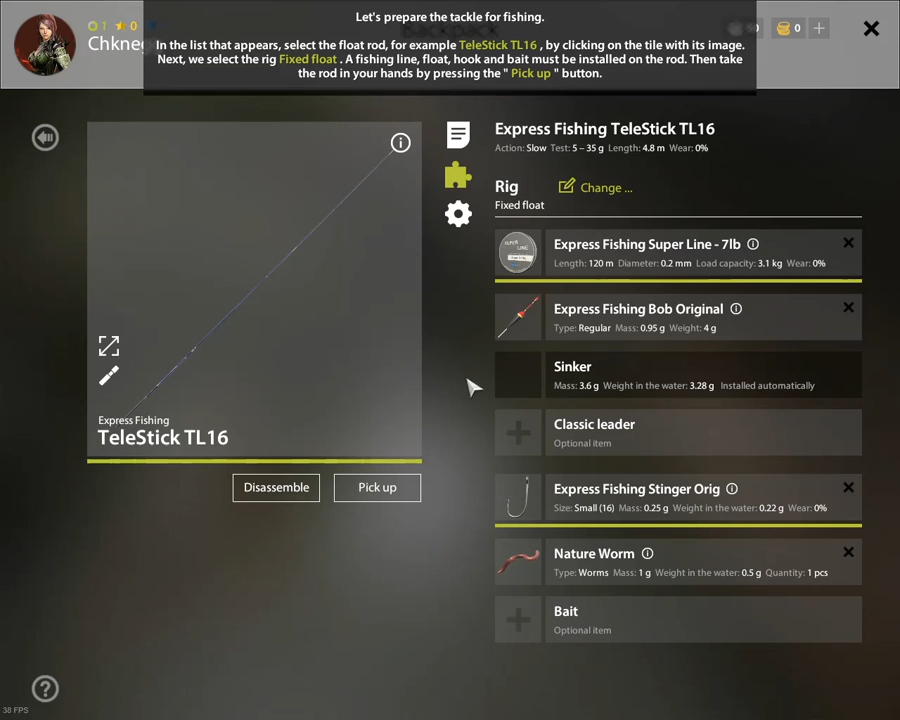 Let's prepare the tackle for fishing.
In the list that appears, select the float rod, for example TeleStick TL16 , by clicking on the tile with its image.
Next, we select the rig Fixed float . A fishing line, float, hook and bait must be installed on the rod. Then take
the rod in your hands by pressing the " Pick up " button.
1 0
0
Express Fishing TeleStick TL16
Action: Slow Test: 5 – 35 g Length: 4.8 m Wear: 0%
Rig Change ...
Fixed float
Express Fishing Super Line - 7lb
Length: 120 m Diameter: 0.2 mm Load capacity: 3.1 kg Wear: 0%
Express Fishing Bob Original
Type: Regular Mass: 0.95 g Weight: 4 g
Sinker
Mass: 3.6 g Weight in the water: 3.28 g Installed automatically
Express Fishing
TeleStick TL16
Classic leader
Optional item
Disassemble Pick up
Express Fishing Stinger Orig
Size: Small (16) Mass: 0.25 g Weight in the water: 0.22 g Wear: 0%
Nature Worm
Type: Worms Mass: 1 g Weight in the water: 0.5 g Quantity: 1 pcs
Bait
Optional item
38 FPS